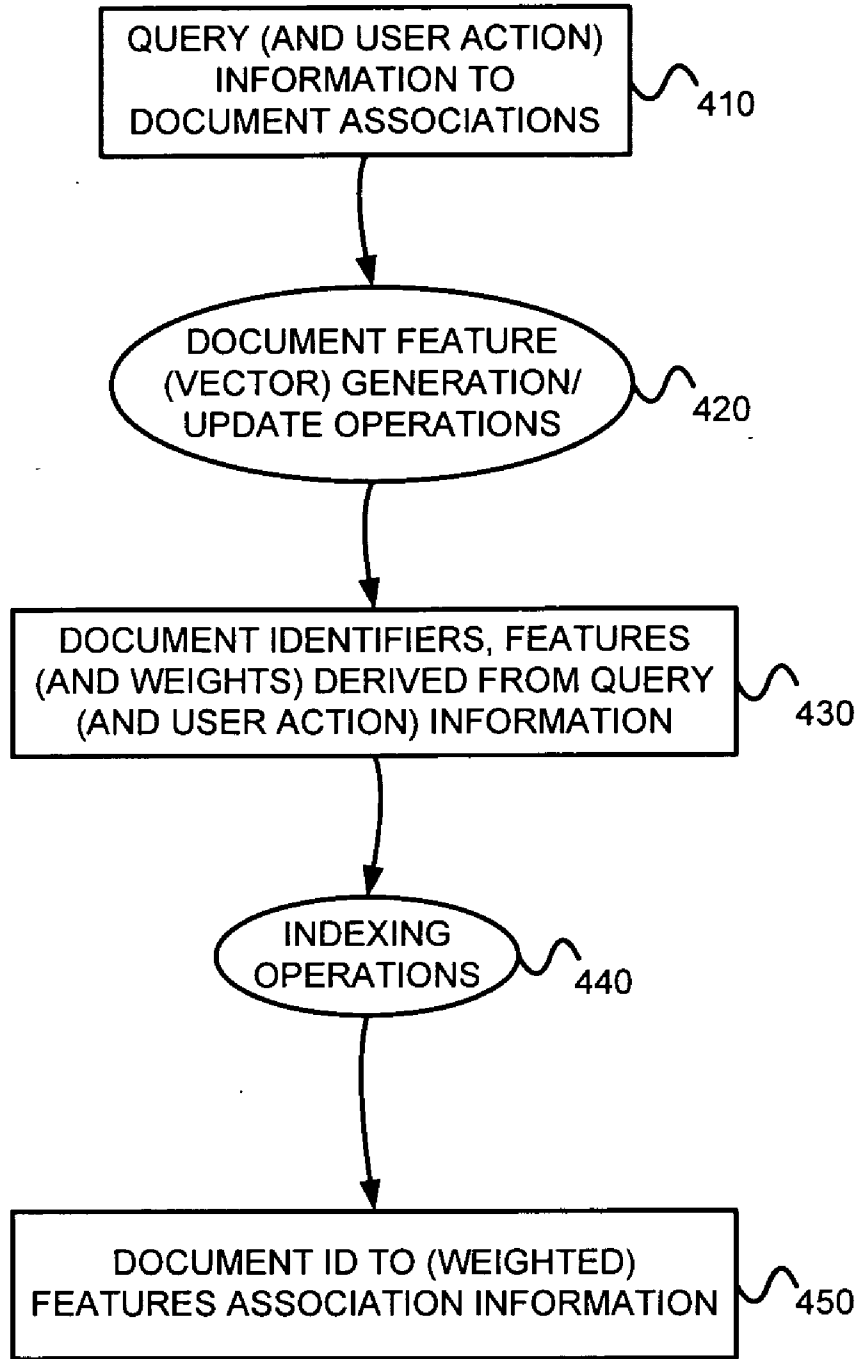 QUERY (AND USER ACTION)
INFORMATION TO
DOCUMENT ASSOCIATIONS
410
DOCUMENT FEATURE
(VECTOR) GENERATION/
UPDATE OPERATIONS
420
DOCUMENT IDENTIFIERS, FEATURES
(AND WEIGHTS) DERIVED FROM QUERY
(AND USER ACTION) INFORMATION
430
INDEXING
OPERATIONS
440
DOCUMENT ID TO (WEIGHTED)
FEATURES ASSOCIATION INFORMATION
450